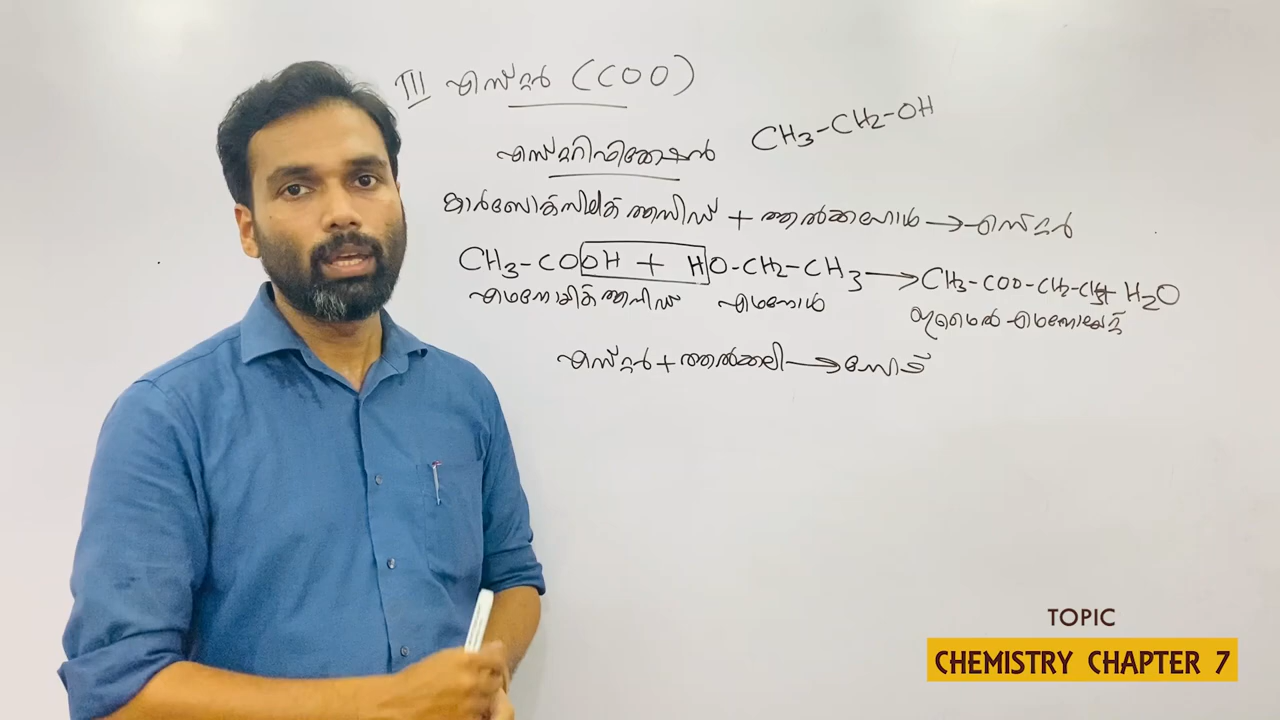 III എസ്റ്റർ (COO)
എസ്റ്ററിഫിക്കേഷൻ
CH3-CH2-OH
കാർബോക്സിലിക് ആസിഡ് + ആൽക്കഹോൾ → എസ്റ്റർ
CH3-COOH + HO-CH2-CH3 → CH3-COO-CH2-CH3 + H2O
എഥനോയിക് ആസിഡ് എഥനോൾ ഈഥൈൽ എഥനോയേറ്റ്
എസ്റ്റർ + ആൽക്കലി → സോപ്പ്
TOPIC
CHEMISTRY CHAPTER 7